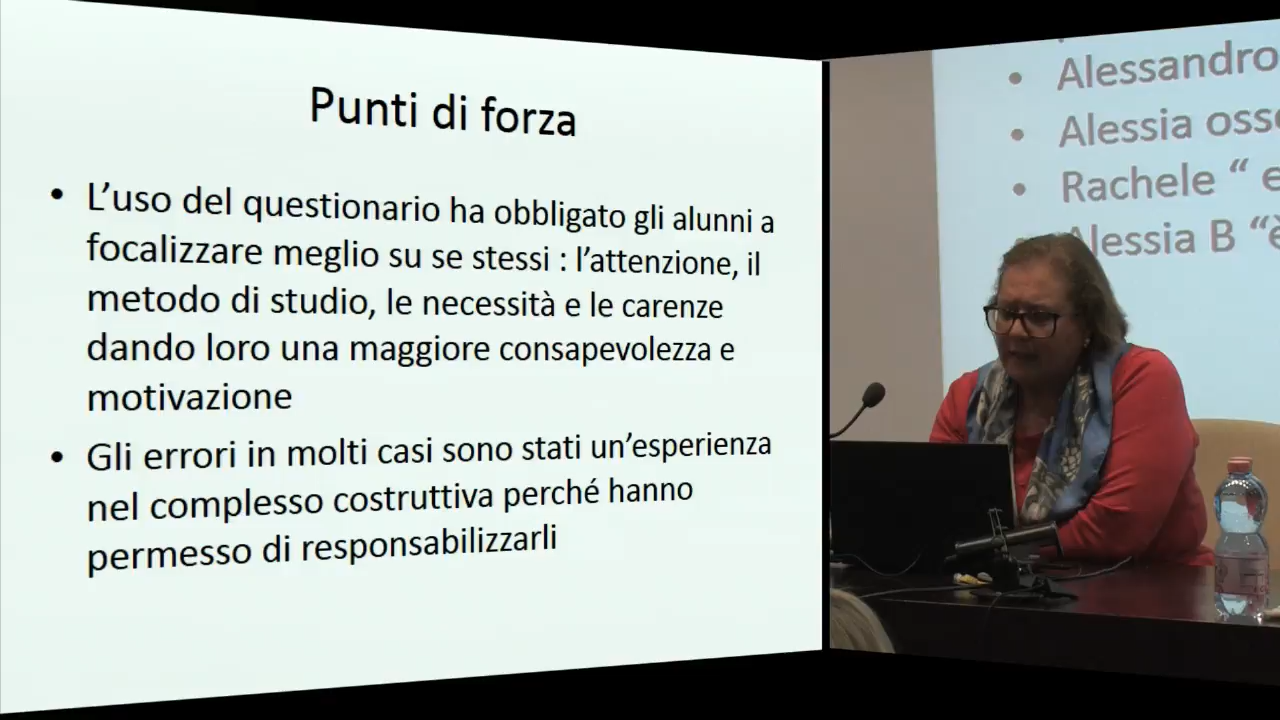 Punti di forza
• L’uso del questionario ha obbligato gli alunni a
focalizzare meglio su se stessi : l’attenzione, il
metodo di studio, le necessità e le carenze
dando loro una maggiore consapevolezza e
motivazione
• Gli errori in molti casi sono stati un’esperienza
nel complesso costruttiva perché hanno
permesso di responsabilizzarli
• Alessandro
• Alessia
• Rachele “
Alessia B “è